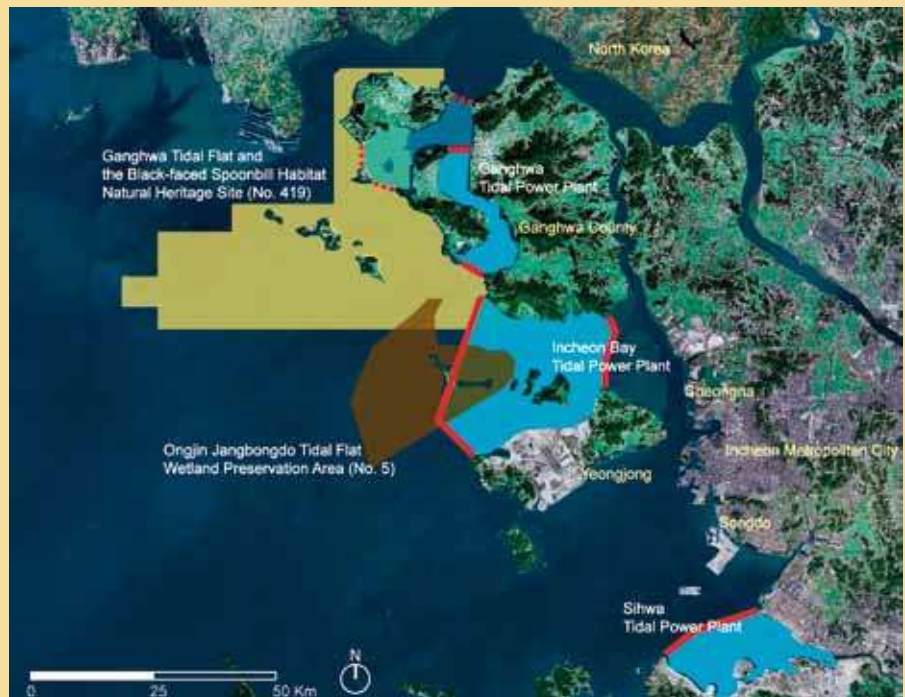 North Korea
Ganghwa Tidal Flat and
the Black-faced Spoonbill Habitat
Natural Heritage Site (No. 419)
Ganghwa
Tidal Power Plant
Ganghwa County
Incheon Bay
Tidal Power Plant
Cheongna
Ongjin Jangbongdo Tidal Flat
Wetland Preservation Area (No. 5)
Incheon Metropolitan City
Yeongjong
Songdo
Sihwa
Tidal Power Plant
N
0 25 50 Km